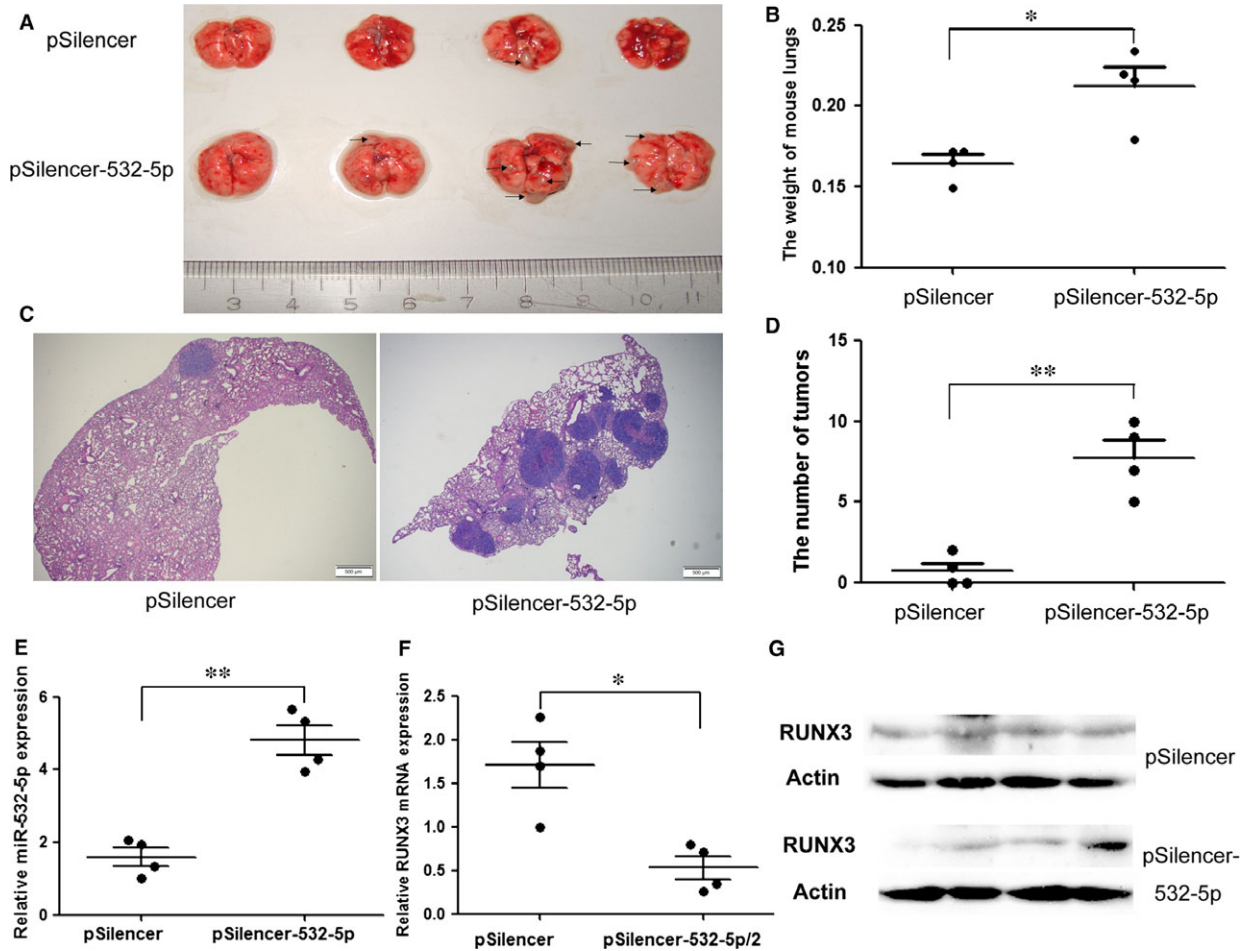 A
pSilencer
pSilencer-532-5p
3 4 5 6 7 8 9 10 11
B
The weight of mouse lungs
0.25
0.20
0.15
0.10
*
pSilencer
pSilencer-532-5p
C
500 μm
500 μm
pSilencer
pSilencer-532-5p
D
The number of tumors
15
10
5
0
**
pSilencer
pSilencer-532-5p
E
Relative miR-532-5p expression
6
4
2
0
**
pSilencer
pSilencer-532-5p
F
Relative RUNX3 mRNA expression
2.5
2.0
1.5
1.0
0.5
0.0
*
pSilencer
pSilencer-532-5p/2
G
RUNX3
Actin
pSilencer
RUNX3
Actin
pSilencer-
532-5p